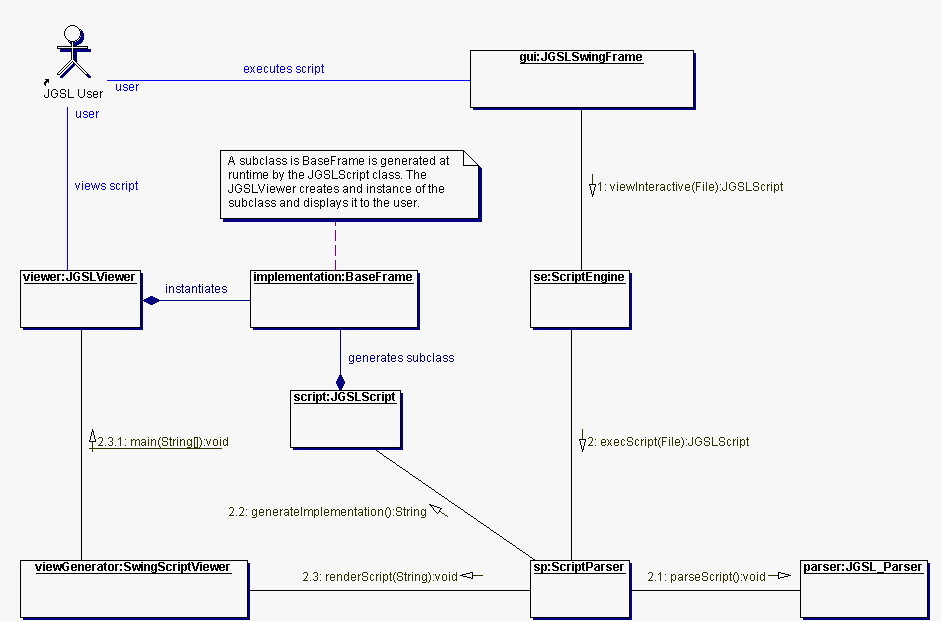 gui:JGSLSwingFrame
executes script
JGSL User
user
user
A subclass is BaseFrame is generated at
runtime by the JGSLScript class. The
JGSLViewer creates and instance of the
subclass and displays it to the user.
views script
1: viewInteractive(File):JGSLScript
viewer:JGSLViewer
implementation:BaseFrame
se:ScriptEngine
instantiates
generates subclass
script:JGSLScript
2.3.1: main(String[]):void
2: execScript(File):JGSLScript
2.2: generateImplementation():String
viewGenerator:SwingScriptViewer
2.3: renderScript(String):void
sp:ScriptParser
2.1: parseScript():void
parser:JGSL_Parser